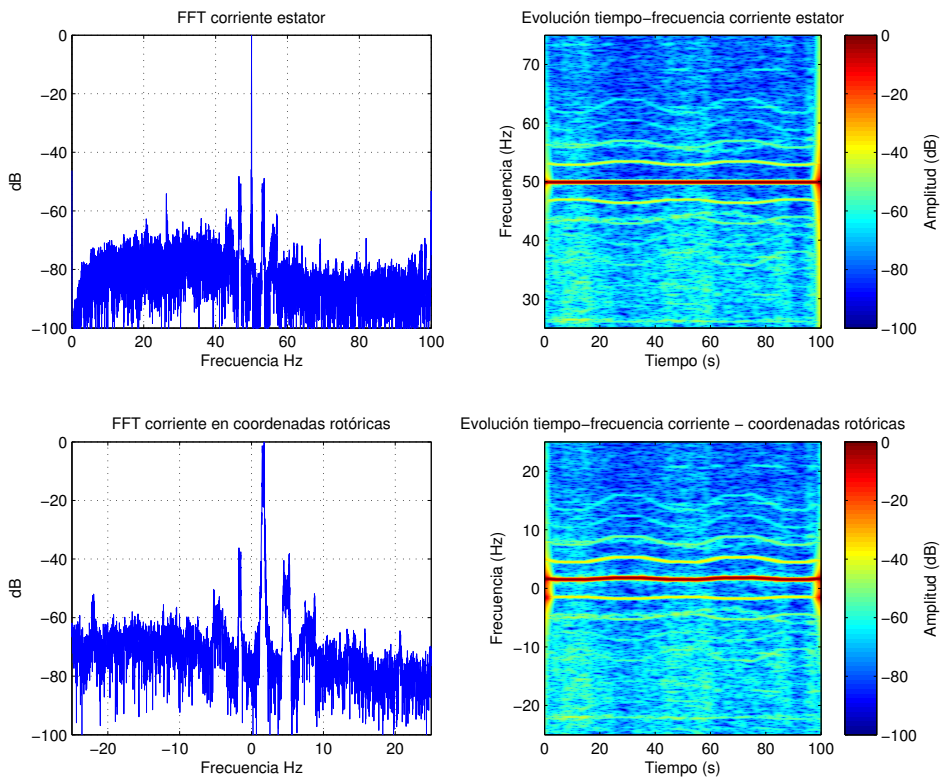 FFT corriente estator
0
−20
−40
−60
−80
−100
dB
0 20 40 60 80 100
Frecuencia Hz
Evolución tiempo−frecuencia corriente estator
70
60
50
40
30
Frecuencia (Hz)
0 20 40 60 80 100
Tiempo (s)
0
−20
−40
−60
−80
−100
Amplitud (dB)
FFT corriente en coordenadas rotóricas
0
−20
−40
−60
−80
−100
dB
−20 −10 0 10 20
Frecuencia Hz
Evolución tiempo−frecuencia corriente − coordenadas rotóricas
20
10
0
−10
−20
Frecuencia (Hz)
0 20 40 60 80 100
Tiempo (s)
0
−20
−40
−60
−80
−100
Amplitud (dB)